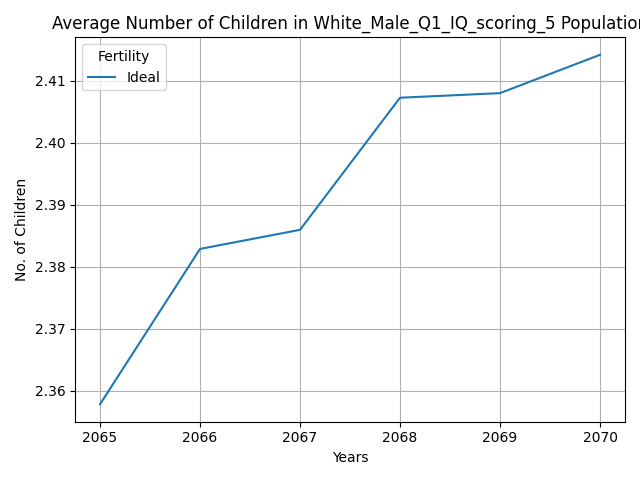 Average Number of Children in White_Male_Q1_IQ_scoring_5 Population
Fertility
Ideal
No. of Children
2.41
2.40
2.39
2.38
2.37
2.36
2065 2066 2067 2068 2069 2070
Years